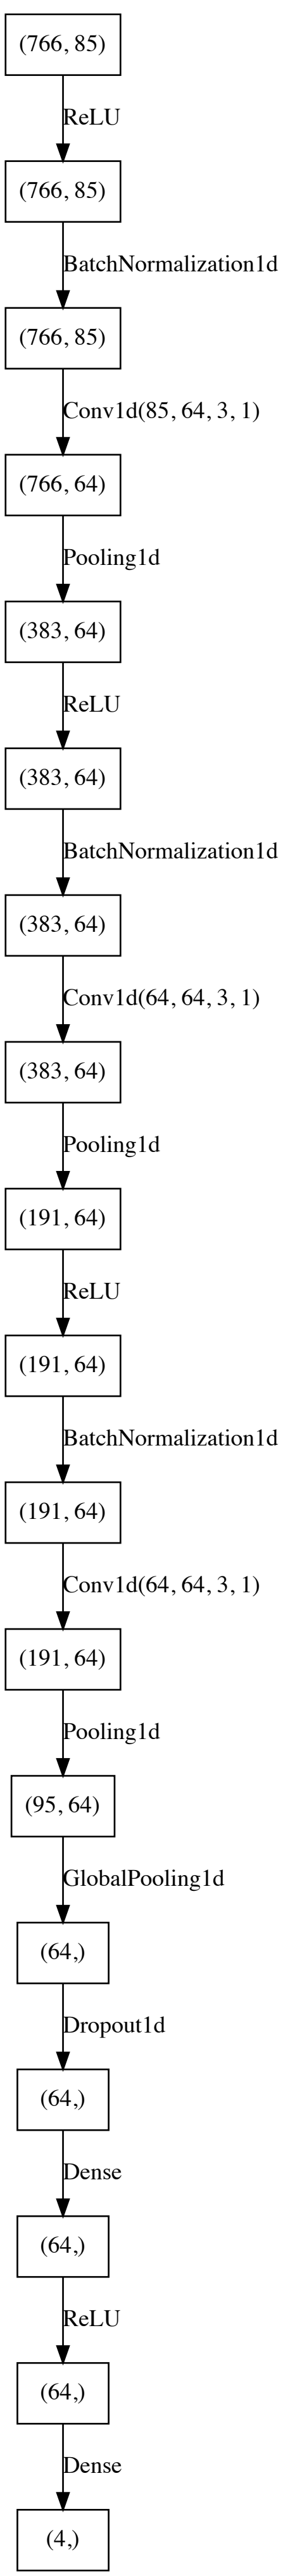 (766, 85)
ReLU
(766, 85)
BatchNormalization1d
(766, 85)
Conv1d(85, 64, 3, 1)
(766, 64)
Pooling1d
(383, 64)
ReLU
(383, 64)
BatchNormalization1d
(383, 64)
Conv1d(64, 64, 3, 1)
(383, 64)
Pooling1d
(191, 64)
ReLU
(191, 64)
BatchNormalization1d
(191, 64)
Conv1d(64, 64, 3, 1)
(191, 64)
Pooling1d
(95, 64)
GlobalPooling1d
(64,)
Dropout1d
(64,)
Dense
(64,)
ReLU
(64,)
Dense
(4,)